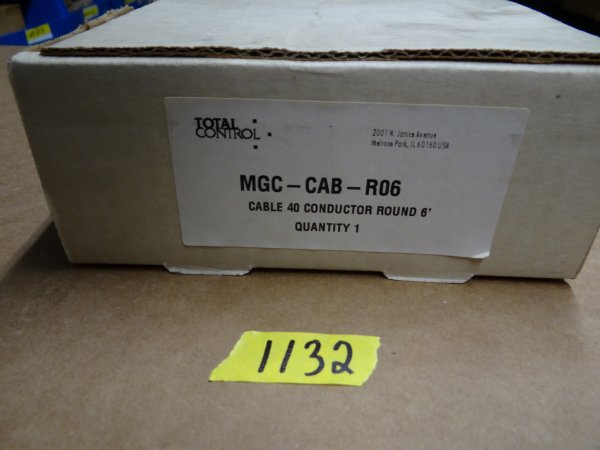 TOTAL
CONTROL
2001 N. Janice Avenue
Melrose Park, IL 60160 USA
MGC-CAB-R06
CABLE 40 CONDUCTOR ROUND 6'
QUANTITY 1
1132